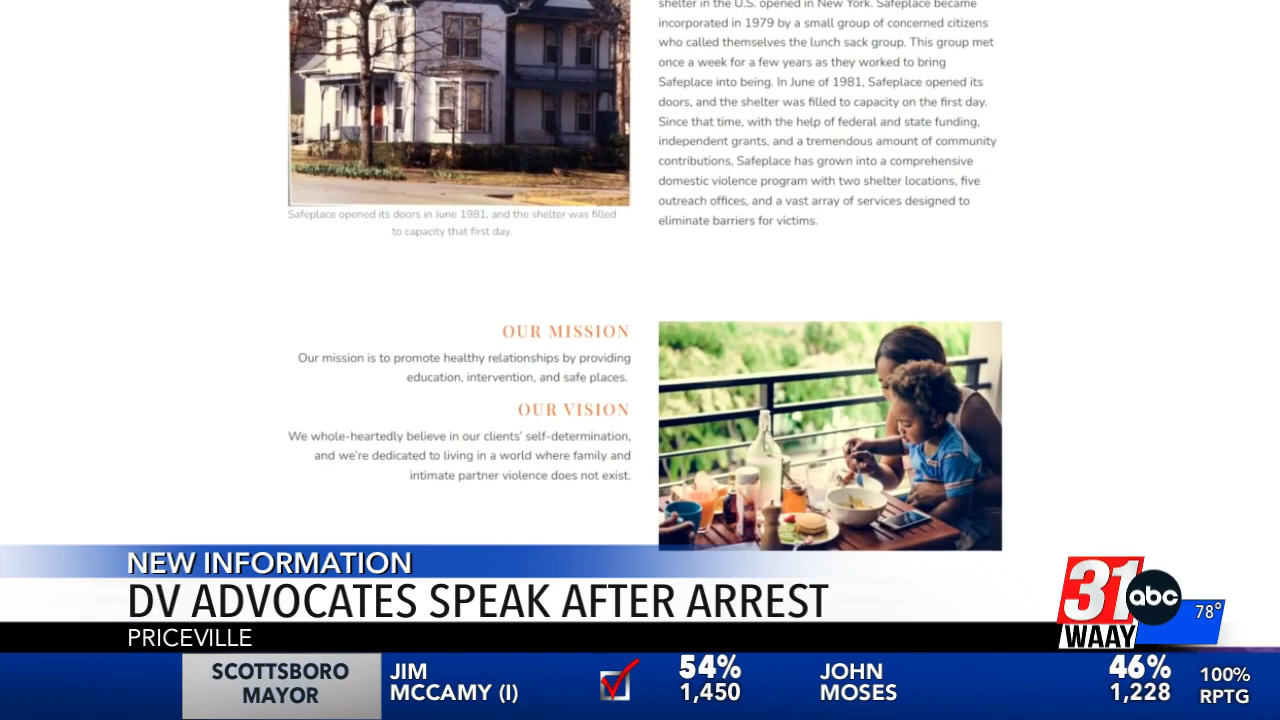 shelter in the U.S. opened in New York. Safeplace became
incorporated in 1979 by a small group of concerned citizens
who called themselves the lunch sack group. This group met
once a week for a few years as they worked to bring
Safeplace into being. In June of 1981, Safeplace opened its
doors, and the shelter was filled to capacity on the first day.
Since that time, with the help of federal and state funding,
independent grants, and a tremendous amount of community
contributions, Safeplace has grown into a comprehensive
domestic violence program with two shelter locations, five
outreach offices, and a vast array of services designed to
eliminate barriers for victims.
Safeplace opened its doors in June 1981, and the shelter was filled
to capacity that first day.
OUR MISSION
Our mission is to promote healthy relationships by providing
education, intervention, and safe places.
OUR VISION
We whole-heartedly believe in our clients' self-determination,
and we're dedicated to living in a world where family and
intimate partner violence does not exist.
NEW INFORMATION
DV ADVOCATES SPEAK AFTER ARREST
PRICEVILLE
31
abc
WAAY
78°
SCOTTSBORO
MAYOR
JIM
MCCAMY (I)
54%
1,450
JOHN
MOSES
46%
1,228
100%
RPTG